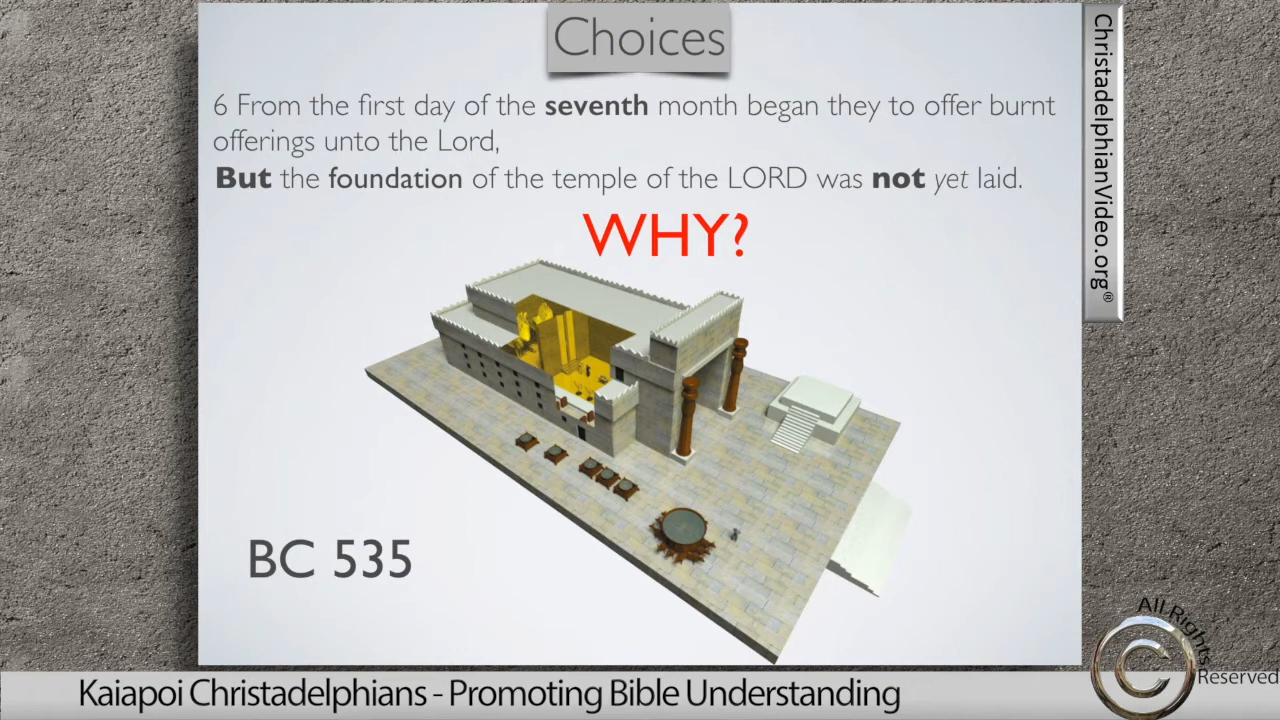 Choices
6 From the first day of the seventh month began they to offer burnt
offerings unto the Lord,
But the foundation of the temple of the LORD was not yet laid.
WHY?
BC 535
ChristadelphianVideo.org®
All Rights
Reserved
Kaiapoi Christadelphians - Promoting Bible Understanding